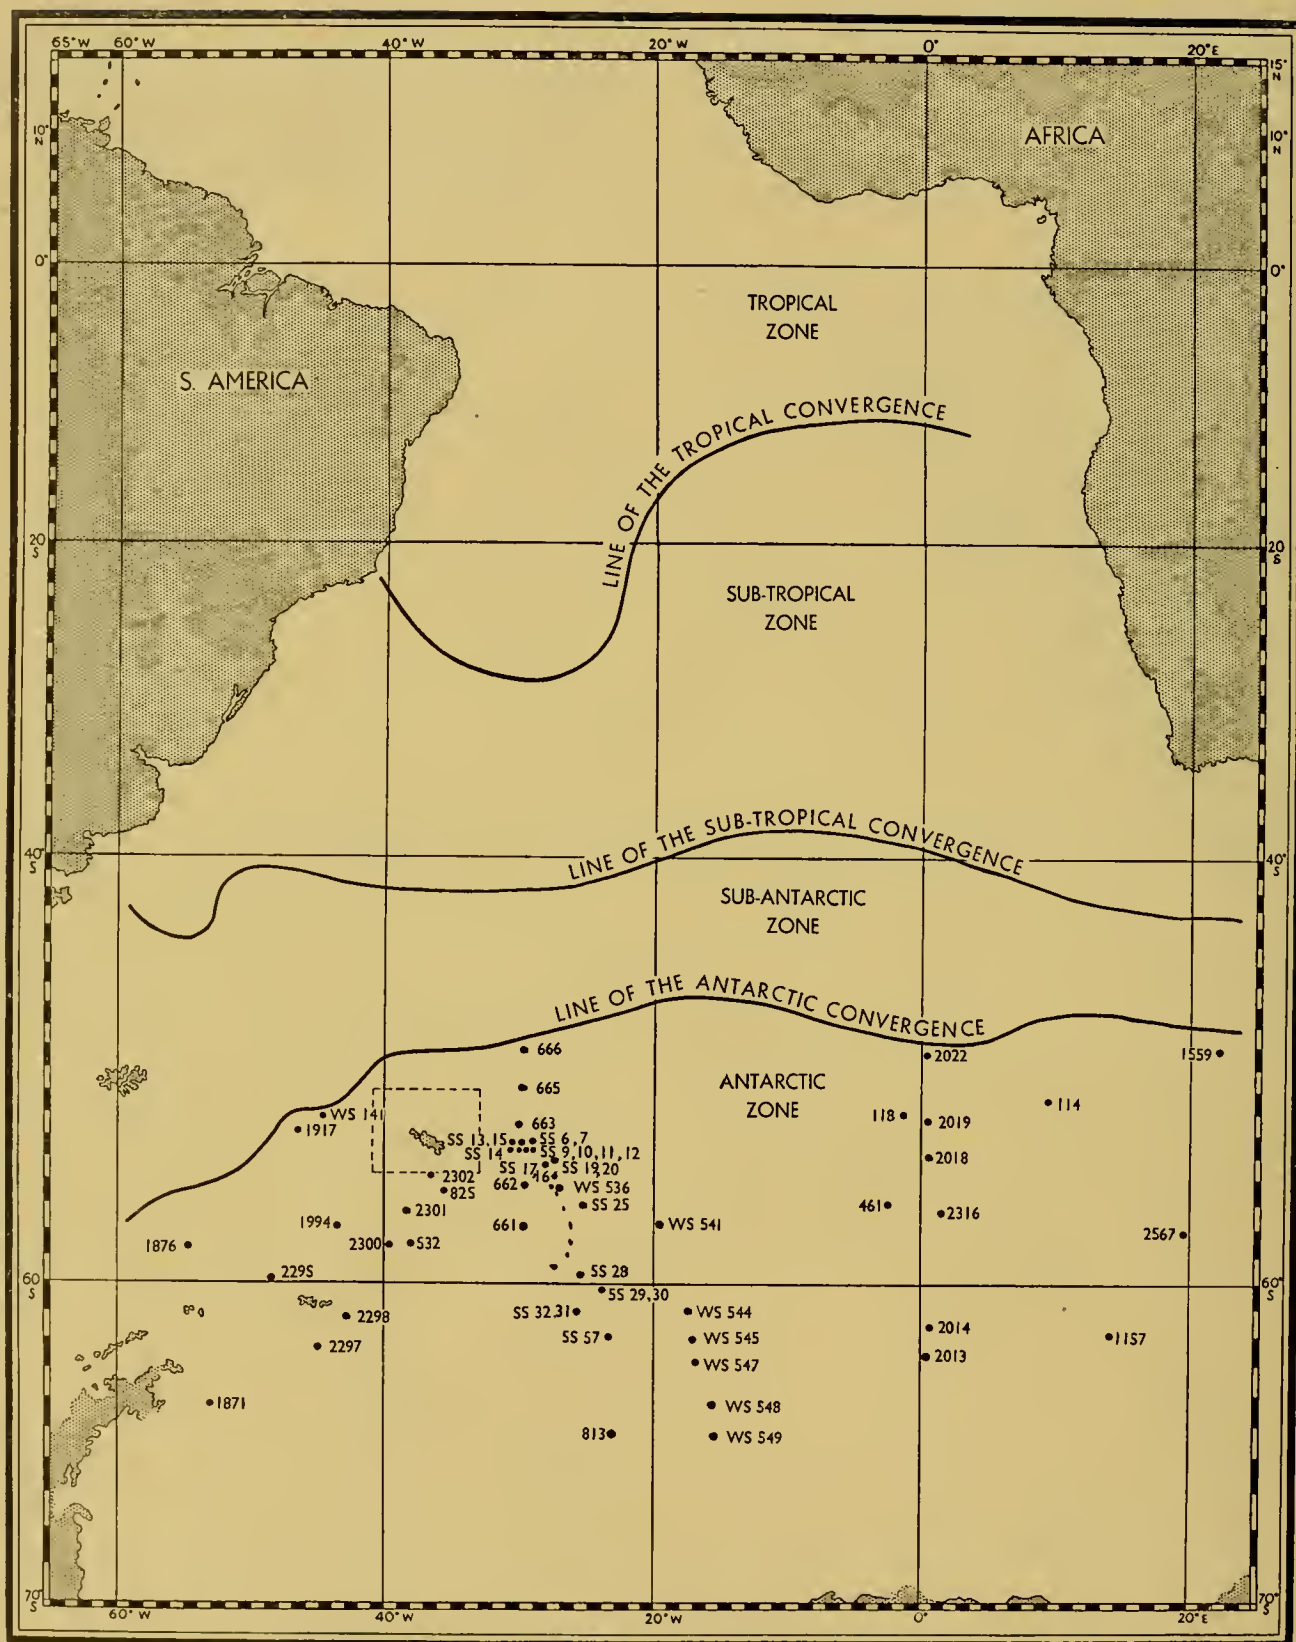 65°W 60°W 40°W 20°W 0° 20°E
15°
N
10°
N
10°
N
AFRICA
0°
0°
TROPICAL
ZONE
S. AMERICA
LINE OF THE TROPICAL CONVERGENCE
20
S
20
S
SUB-TROPICAL
ZONE
LINE OF THE SUB-TROPICAL CONVERGENCE
40
S
40°
S
SUB-ANTARCTIC
ZONE
LINE OF THE ANTARCTIC CONVERGENCE
666
2022
1559
665
ANTARCTIC
ZONE
WS 141
1917
663
118
2019
114
SS 13,15
SS 6,7
SS 14
SS 9,10,11,12
2018
SS 17
16
SS 19,20
2302
662
WS 536
82S
SS 25
461
2316
2301
1994
661
WS 541
2567
1876
2300
532
229S
SS 28
60
S
60°
S
SS 29,30
2298
SS 32,31
WS 544
2014
1157
2297
SS 57
WS 545
2013
WS 547
1871
WS 548
813
WS 549
70°
S
70°
S
60°W 40°W 20°W 0° 20°E